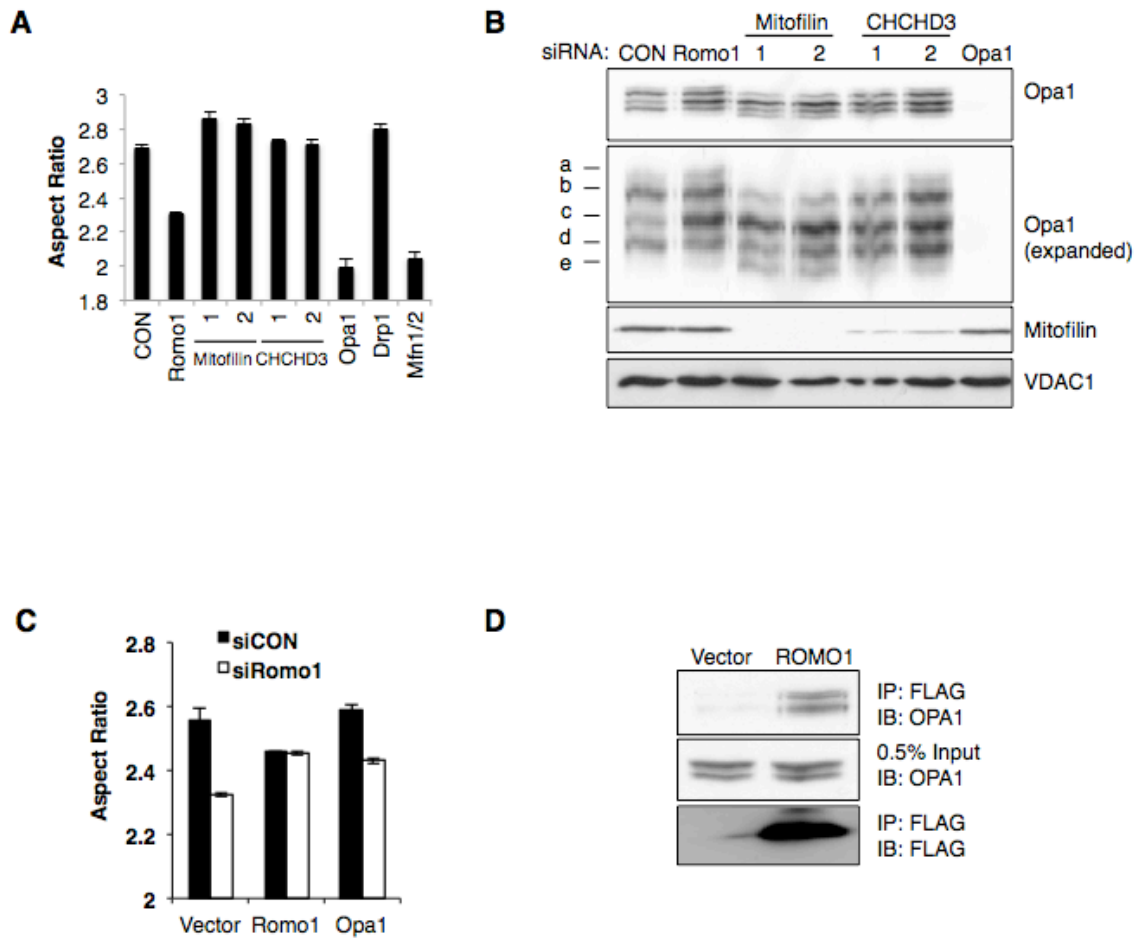 A
Aspect Ratio
3
2.8
2.6
2.4
2.2
2
1.8
CON
Romo1
1
2
1
2
Opa1
Drp1
Mfn1/2
Mitofilin
CHCHD3
B
Mitofilin
CHCHD3
siRNA: CON Romo1 1 2 1 2 Opa1
Opa1
a
b
c
d
e
Opa1
(expanded)
Mitofilin
VDAC1
C
siCON
siRomo1
Aspect Ratio
2.8
2.6
2.4
2.2
2
Vector Romo1 Opa1
D
Vector ROMO1
IP: FLAG
IB: OPA1
0.5% Input
IB: OPA1
IP: FLAG
IB: FLAG